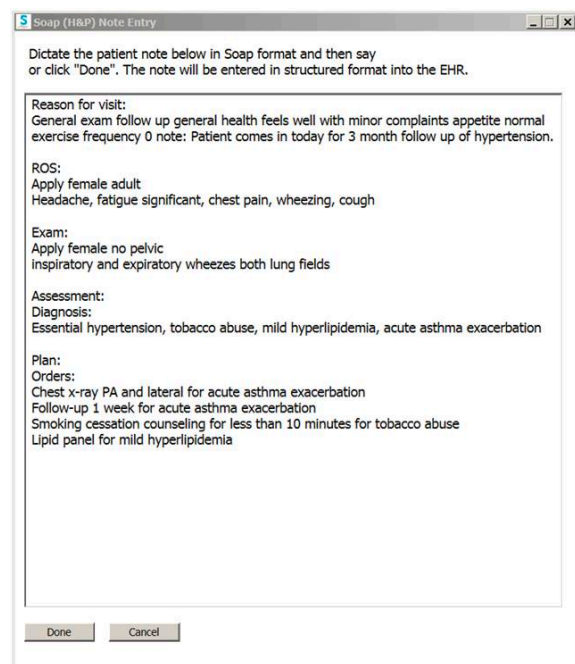 S Soap (H&P) Note Entry
Dictate the patient note below in Soap format and then say
or click "Done". The note will be entered in structured format into the EHR.
Reason for visit:
General exam follow up general health feels well with minor complaints appetite normal
exercise frequency 0 note: Patient comes in today for 3 month follow up of hypertension.
ROS:
Apply female adult
Headache, fatigue significant, chest pain, wheezing, cough
Exam:
Apply female no pelvic
inspiratory and expiratory wheezes both lung fields
Assessment:
Diagnosis:
Essential hypertension, tobacco abuse, mild hyperlipidemia, acute asthma exacerbation
Plan:
Orders:
Chest x-ray PA and lateral for acute asthma exacerbation
Follow-up 1 week for acute asthma exacerbation
Smoking cessation counseling for less than 10 minutes for tobacco abuse
Lipid panel for mild hyperlipidemia
Done Cancel